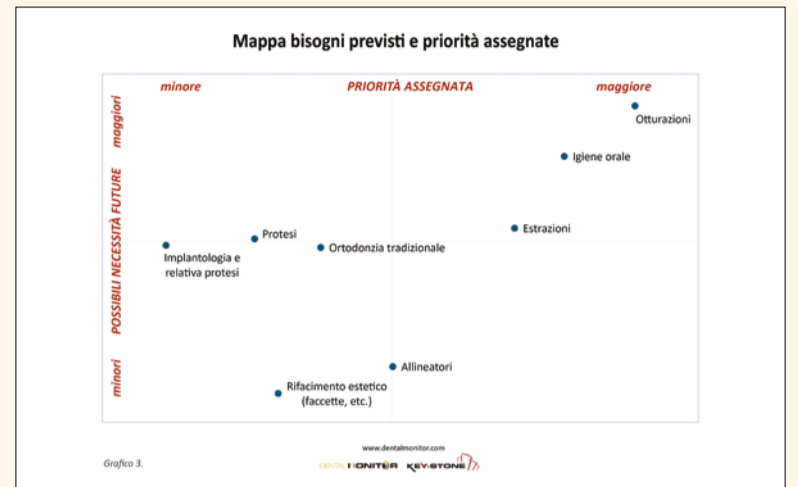 Mappa bisogni previsti e priorità assegnate
minore PRIORITÀ ASSEGNATA maggiore
POSSIBILI NECESSITÀ FUTURE
maggiori
minori
Otturazioni
Igiene orale
Estrazioni
Protesi
Ortodonzia tradizionale
Implantologia e
relativa protesi
Allineatori
Rifacimento estetico
(faccette, etc.)
www.dentalmonitor.com
Grafico 3.
DENTAL MONITOR KEY-STONE